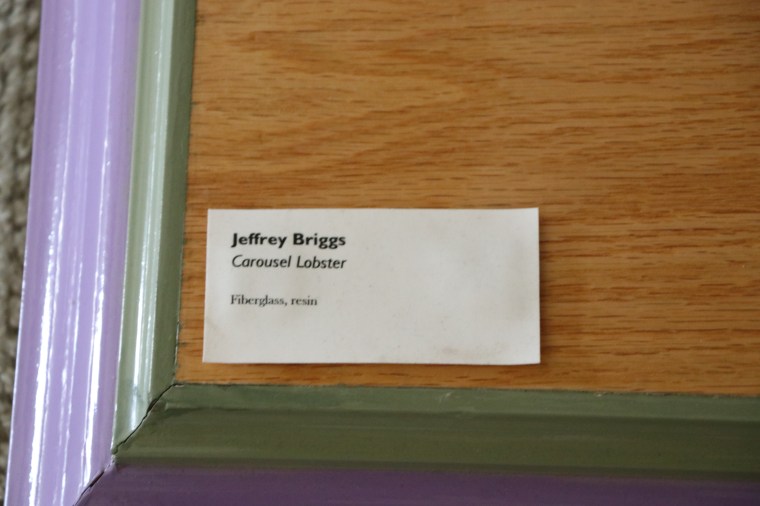 Jeffrey Briggs
Carousel Lobster
Fiberglass, resin